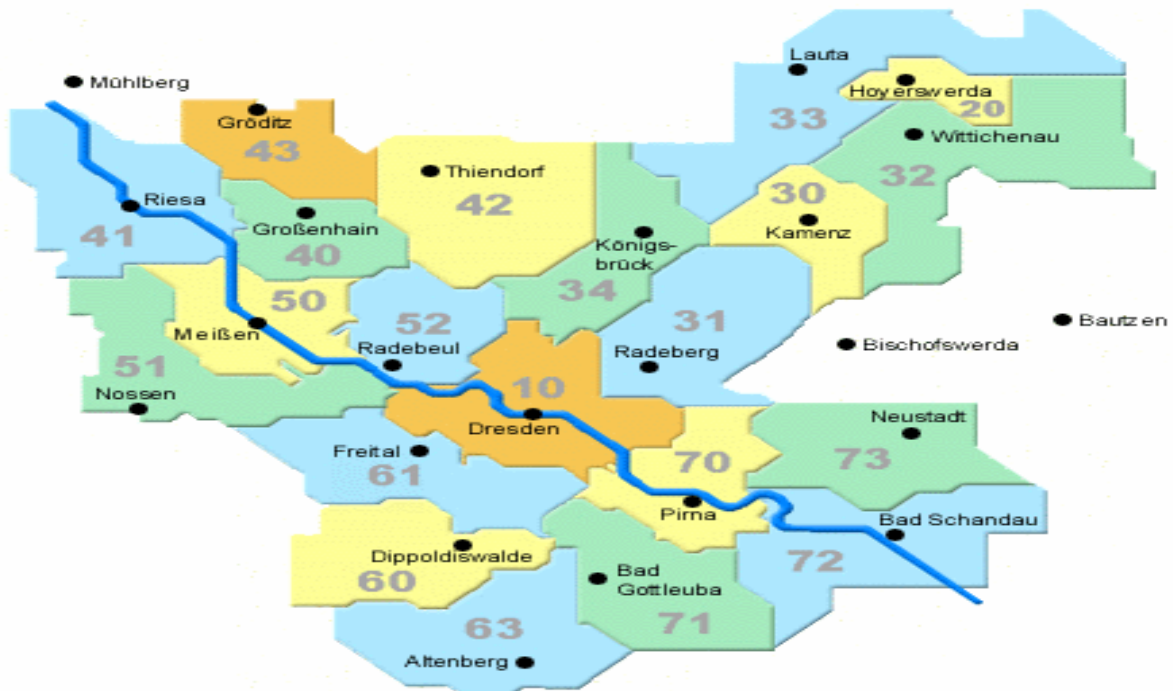 Lauta
Mühlberg
Hoyerswerda
20
Gröditz
33
43
Wittichenau
Thiendorf
32
30
42
Riesa
Großenhain
Kamenz
41
40
Königs-
brück
50
34
31
52
Bautzen
Meißen
Radebeul
Radeberg
Bischofswerda
51
10
Nossen
Dresden
Neustadt
Freital
61
70
73
Pirna
Bad Schandau
Dippoldiswalde
72
60
Bad
Gottleuba
63
71
Altenberg